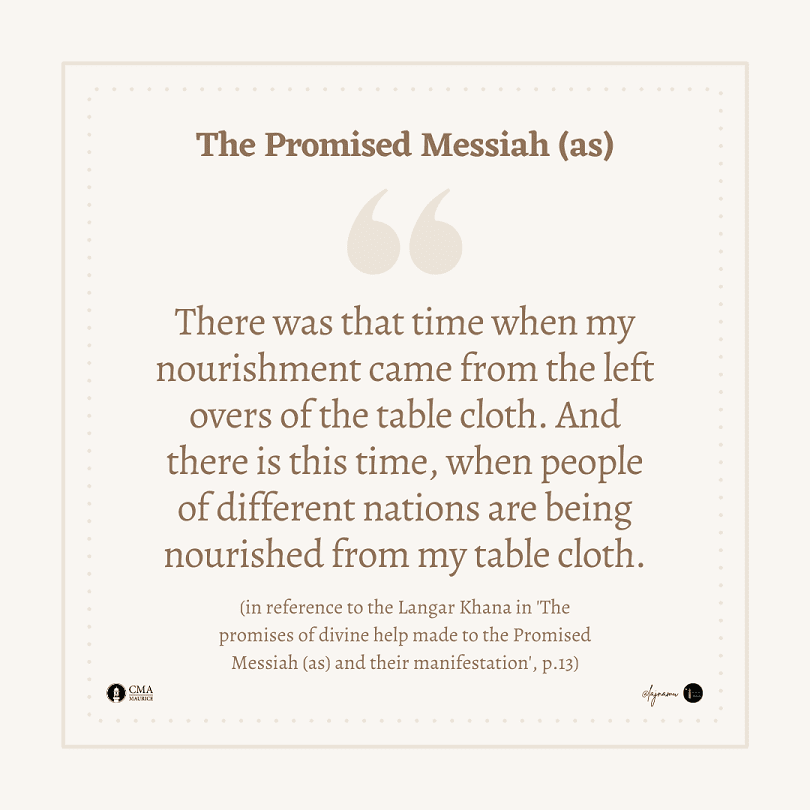 The Promised Messiah (as)
“
There was that time when my
nourishment came from the left
overs of the table cloth. And
there is this time, when people
of different nations are being
nourished from my table cloth.
(in reference to the Langar Khana in 'The
promises of divine help made to the Promised
Messiah (as) and their manifestation', p.13)
CMA
MAURICE
@lajnamu